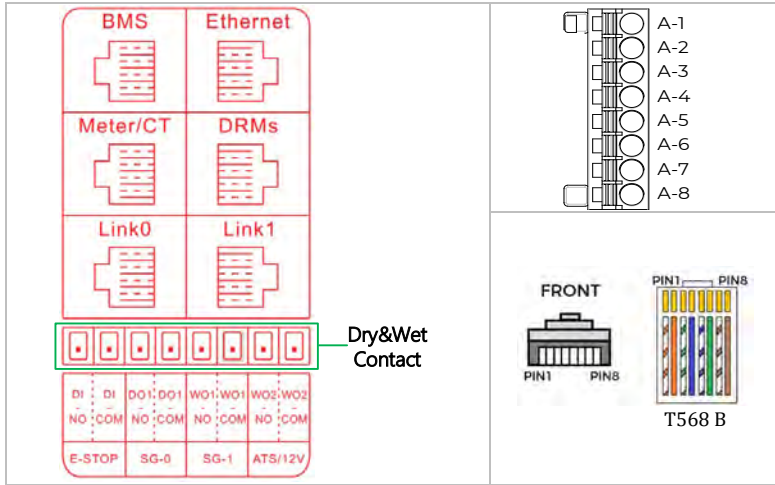 BMS Ethernet
Meter/CT DRMs
Link0 Link1
Dry&Wet
Contact
DI DI DO1 DO1 WO1 WO1 WO2 WO2
- - - - - - - -
NO COM NO COM NO COM NO COM
E-STOP SG-0 SG-1 ATS/12V
A-1
A-2
A-3
A-4
A-5
A-6
A-7
A-8
FRONT
PIN1 PIN8
PIN1 PIN8
T568 B